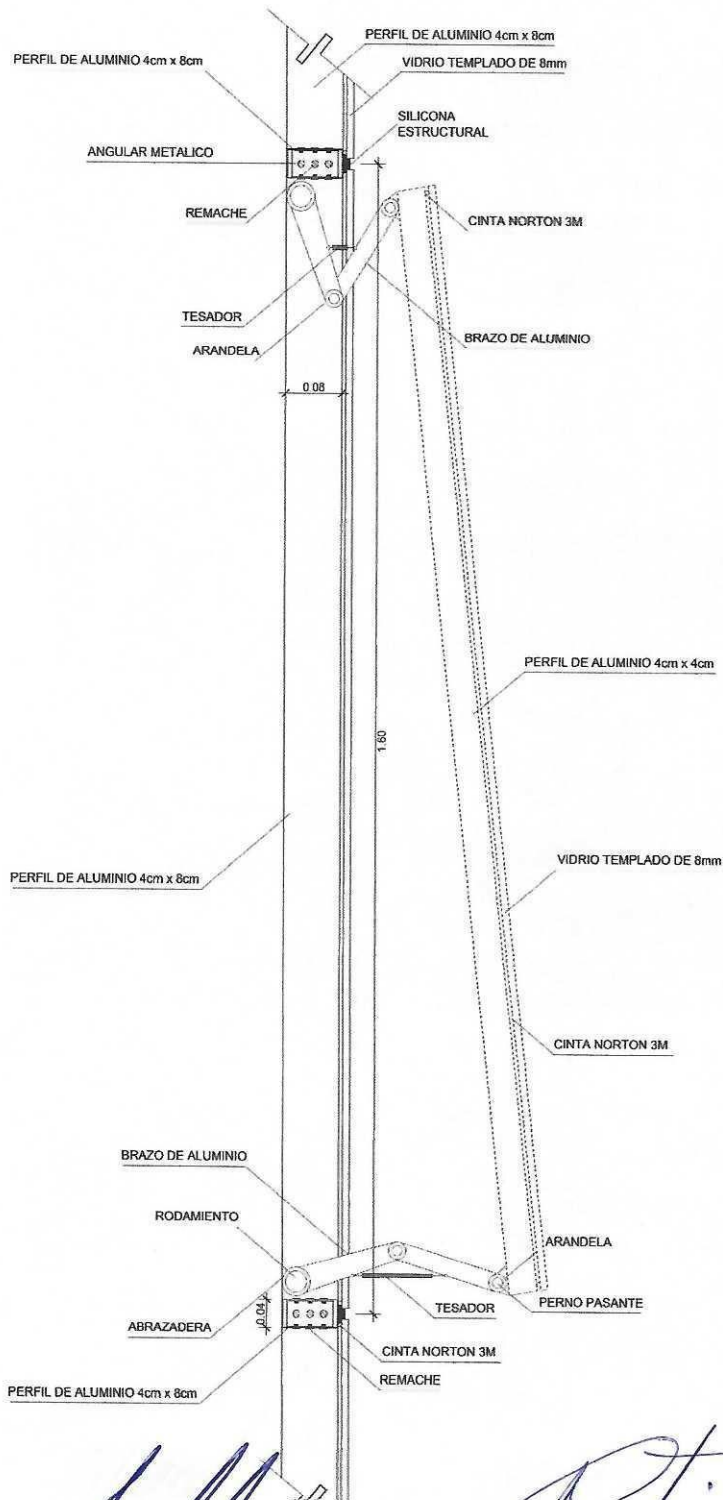 PERFIL DE ALUMINIO 4cm x 8cm
PERFIL DE ALUMINIO 4cm x 8cm
VIDRIO TEMPLADO DE 8mm
SILICONA
ESTRUCTURAL
ANGULAR METALICO
REMACHE
CINTA NORTON 3M
TESADOR
ARANDELA
BRAZO DE ALUMINIO
0.08
PERFIL DE ALUMINIO 4cm x 4cm
1.60
VIDRIO TEMPLADO DE 8mm
PERFIL DE ALUMINIO 4cm x 8cm
CINTA NORTON 3M
BRAZO DE ALUMINIO
RODAMIENTO
ARANDELA
TESADOR
PERNO PASANTE
0.04
ABRAZADERA
CINTA NORTON 3M
REMACHE
PERFIL DE ALUMINIO 4cm x 8cm